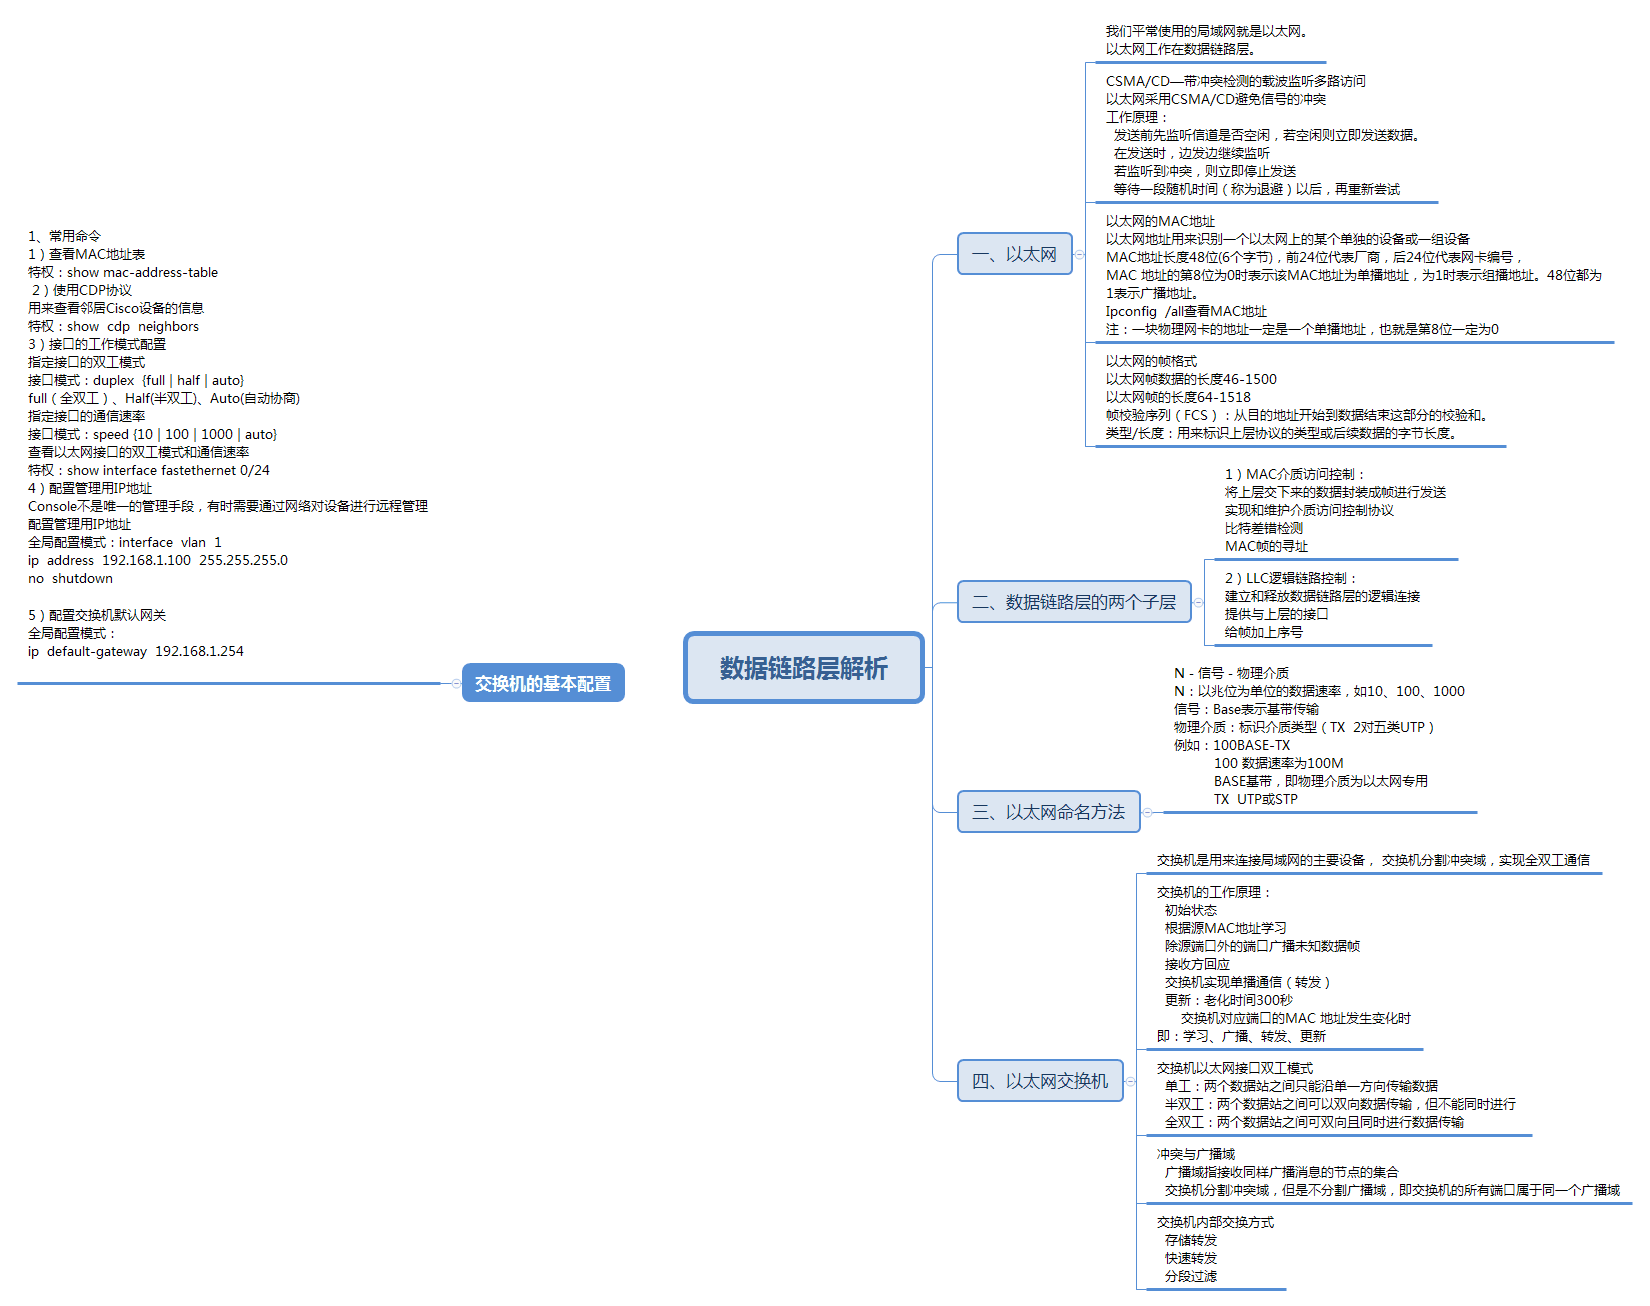 数据链路层解析
一、以太网
我们平常使用的局域网就是以太网。
以太网工作在数据链路层。
CSMA/CD—带冲突检测的载波监听多路访问
以太网采用CSMA/CD避免信号的冲突
工作原理：
发送前先监听信道是否空闲，若空闲则立即发送数据。
在发送时，边发边继续监听
若监听到冲突，则立即停止发送
等待一段随机时间（称为退避）以后，再重新尝试
以太网的MAC地址
以太网地址用来识别一个以太网上的某个单独的设备或一组设备
MAC地址长度48位(6个字节)，前24位代表厂商，后24位代表网卡编号，
MAC 地址的第8位为0时表示该MAC地址为单播地址，为1时表示组播地址。48位都为
1表示广播地址。
Ipconfig /all查看MAC地址
注：一块物理网卡的地址一定是一个单播地址，也就是第8位一定为0
以太网的帧格式
以太网帧数据的长度46-1500
以太网帧的长度64-1518
帧校验序列（FCS）：从目的地址开始到数据结束这部分的校验和。
类型/长度：用来标识上层协议的类型或后续数据的字节长度。
二、数据链路层的两个子层
1）MAC介质访问控制：
将上层交下来的数据封装成帧进行发送
实现和维护介质访问控制协议
比特差错检测
MAC帧的寻址
2）LLC逻辑链路控制：
建立和释放数据链路层的逻辑连接
提供与上层的接口
给帧加上序号
三、以太网命名方法
N - 信号 - 物理介质
N：以兆位为单位的数据速率，如10、100、1000
信号：Base表示基带传输
物理介质：标识介质类型（TX 2对五类UTP）
例如：100BASE-TX
100 数据速率为100M
BASE基带，即物理介质为以太网专用
TX UTP或STP
四、以太网交换机
交换机是用来连接局域网的主要设备， 交换机分割冲突域，实现全双工通信
交换机的工作原理：
初始状态
根据源MAC地址学习
除源端口外的端口广播未知数据帧
接收方回应
交换机实现单播通信（转发）
更新：老化时间300秒
交换机对应端口的MAC 地址发生变化时
即：学习、广播、转发、更新
交换机以太网接口双工模式
单工：两个数据站之间只能沿单一方向传输数据
半双工：两个数据站之间可以双向数据传输，但不能同时进行
全双工：两个数据站之间可双向且同时进行数据传输
冲突与广播域
广播域指接收同样广播消息的节点的集合
交换机分割冲突域，但是不分割广播域，即交换机的所有端口属于同一个广播域
交换机内部交换方式
存储转发
快速转发
分段过滤
交换机的基本配置
1、常用命令
1）查看MAC地址表
特权：show mac-address-table
2）使用CDP协议
用来查看邻居Cisco设备的信息
特权：show cdp neighbors
3）接口的工作模式配置
指定接口的双工模式
接口模式：duplex {full | half | auto}
full（全双工）、Half(半双工)、Auto(自动协商)
指定接口的通信速率
接口模式：speed {10 | 100 | 1000 | auto}
查看以太网接口的双工模式和通信速率
特权：show interface fastethernet 0/24
4）配置管理用IP地址
Console不是唯一的管理手段，有时需要通过网络对设备进行远程管理
配置管理用IP地址
全局配置模式：interface vlan 1
ip address 192.168.1.100 255.255.255.0
no shutdown
5）配置交换机默认网关
全局配置模式：
ip default-gateway 192.168.1.254